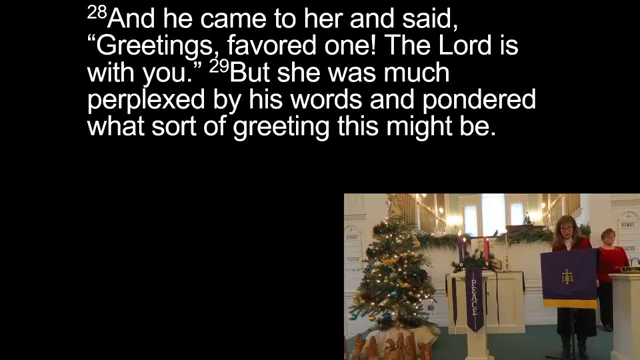 28And he came to her and said,
“Greetings, favored one! The Lord is
with you.” 29But she was much
perplexed by his words and pondered
what sort of greeting this might be.
PEACE